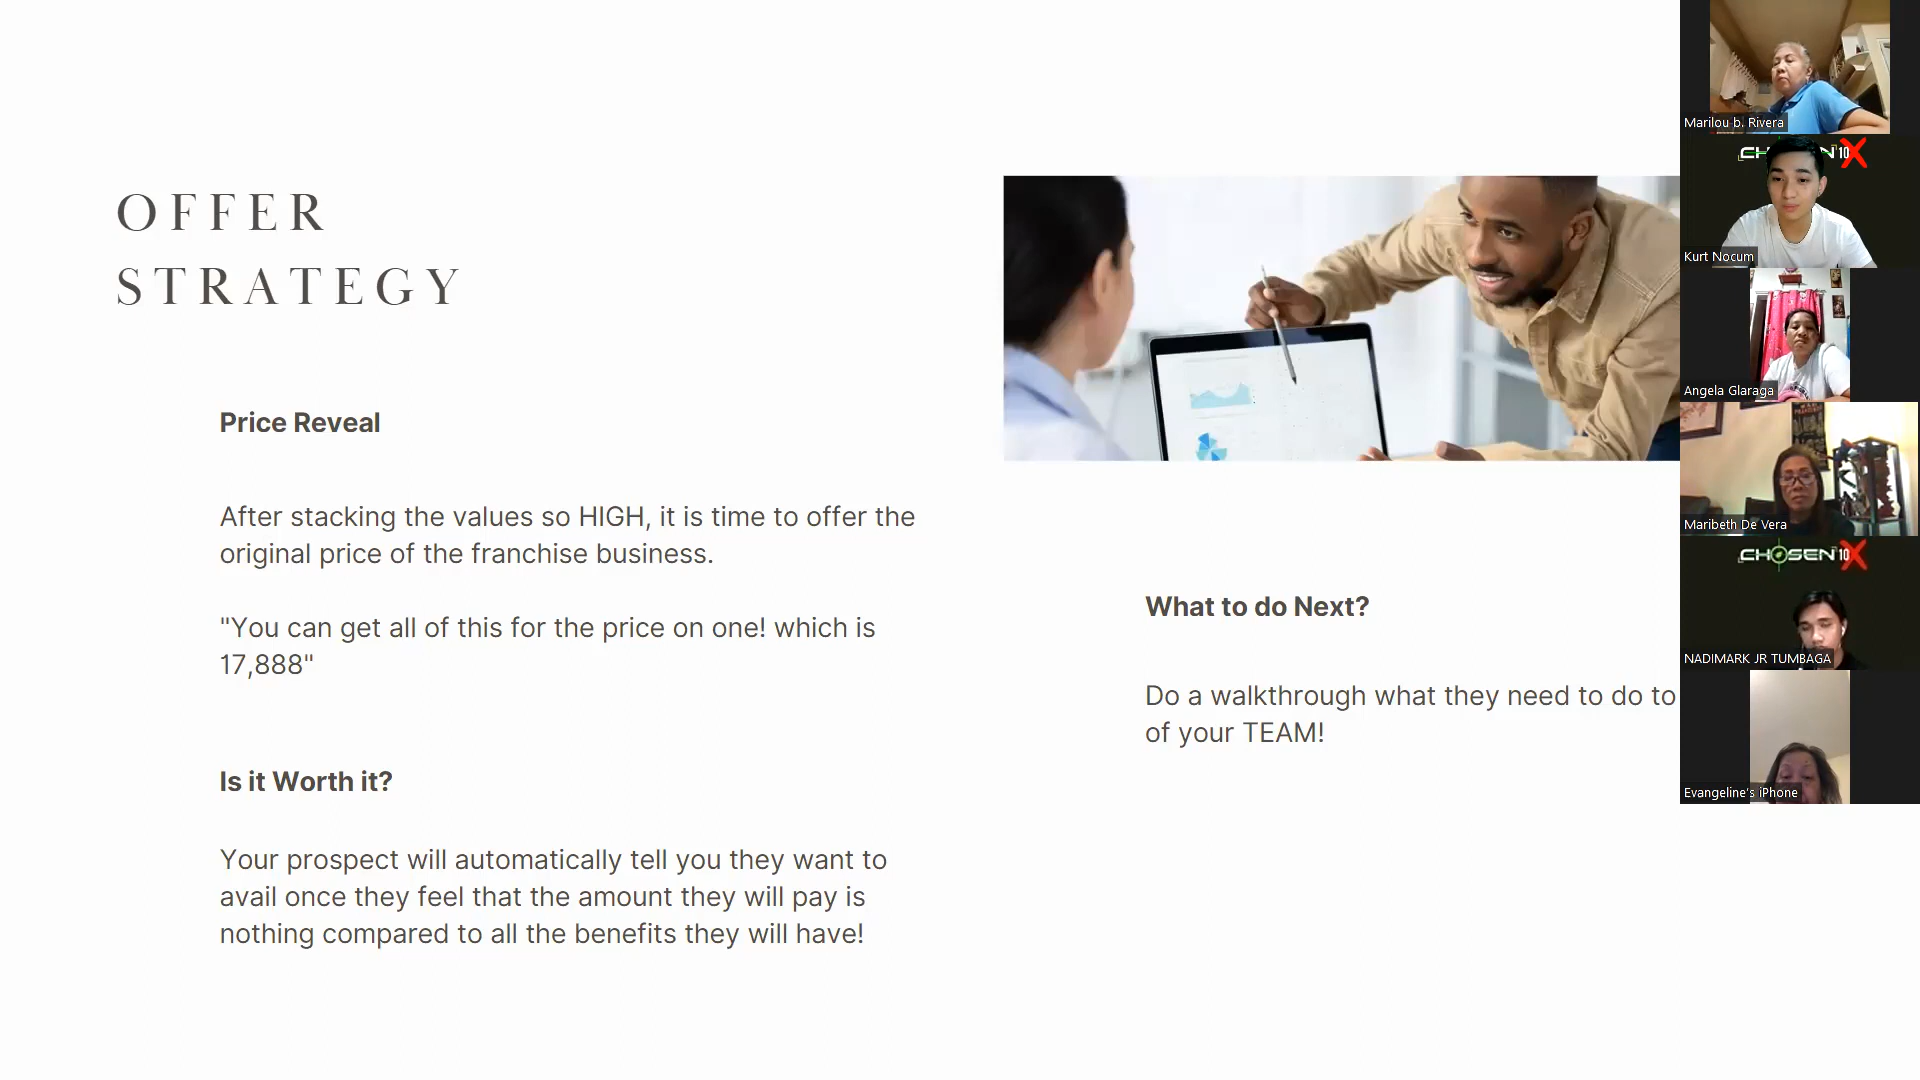 OFFER
STRATEGY
Price Reveal
After stacking the values so HIGH, it is time to offer the
original price of the franchise business.
"You can get all of this for the price on one! which is
17,888"
Is it Worth it?
Your prospect will automatically tell you they want to
avail once they feel that the amount they will pay is
nothing compared to all the benefits they will have!
What to do Next?
Do a walkthrough what they need to do to
of your TEAM!
Marilou b. Rivera
Kurt Nocum
Angela Glaraga
Maribeth De Vera
CHOSEN 10X
NADIMARK JR TUMBAGA
Evangeline's iPhone